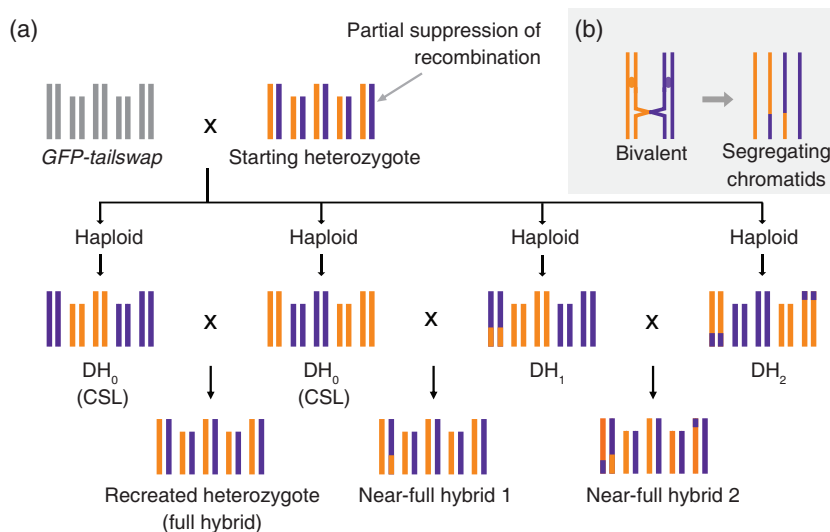 (a)
Partial suppression of
recombination
x
GFP-tailswap
Starting heterozygote
(b)
Bivalent
Segregating
chromatids
Haploid
Haploid
Haploid
Haploid
x
x
x
DH0
(CSL)
DH0
(CSL)
DH1
DH2
Recreated heterozygote
(full hybrid)
Near-full hybrid 1
Near-full hybrid 2